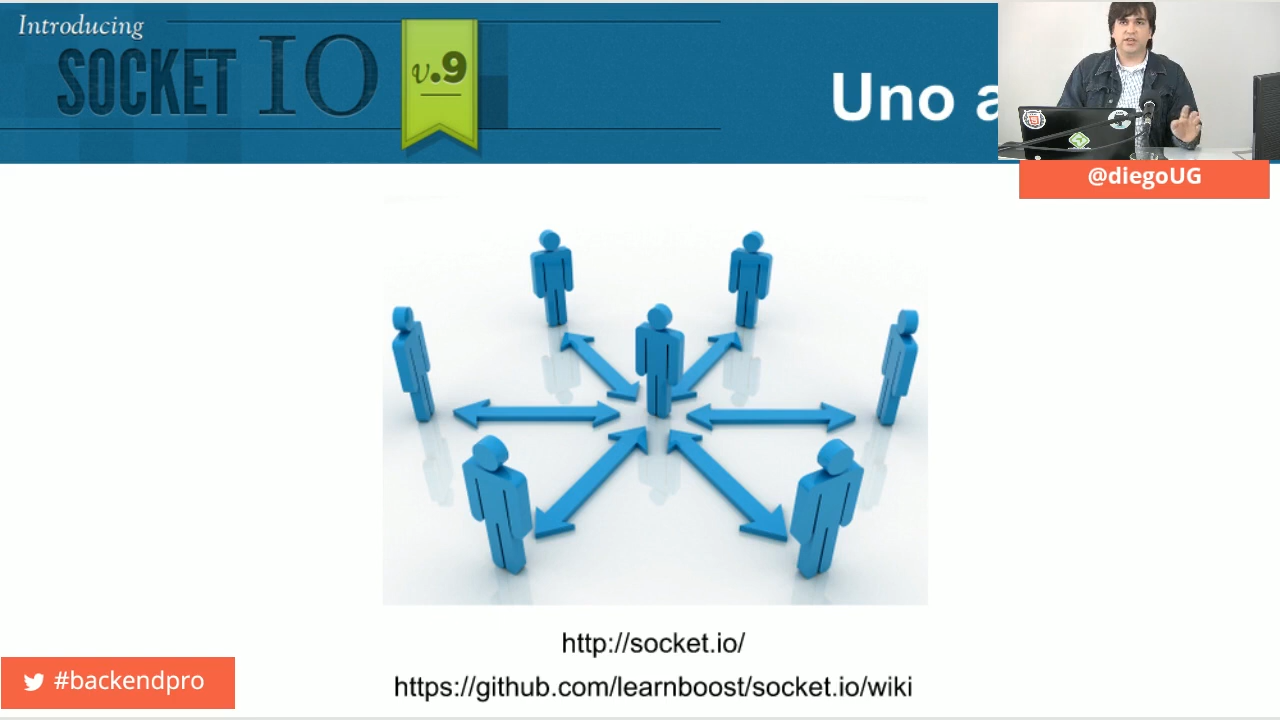 Introducing
SOCKET IO v.9
Uno a
@diegoUG
http://socket.io/
#backendpro
https://github.com/learnboost/socket.io/wiki